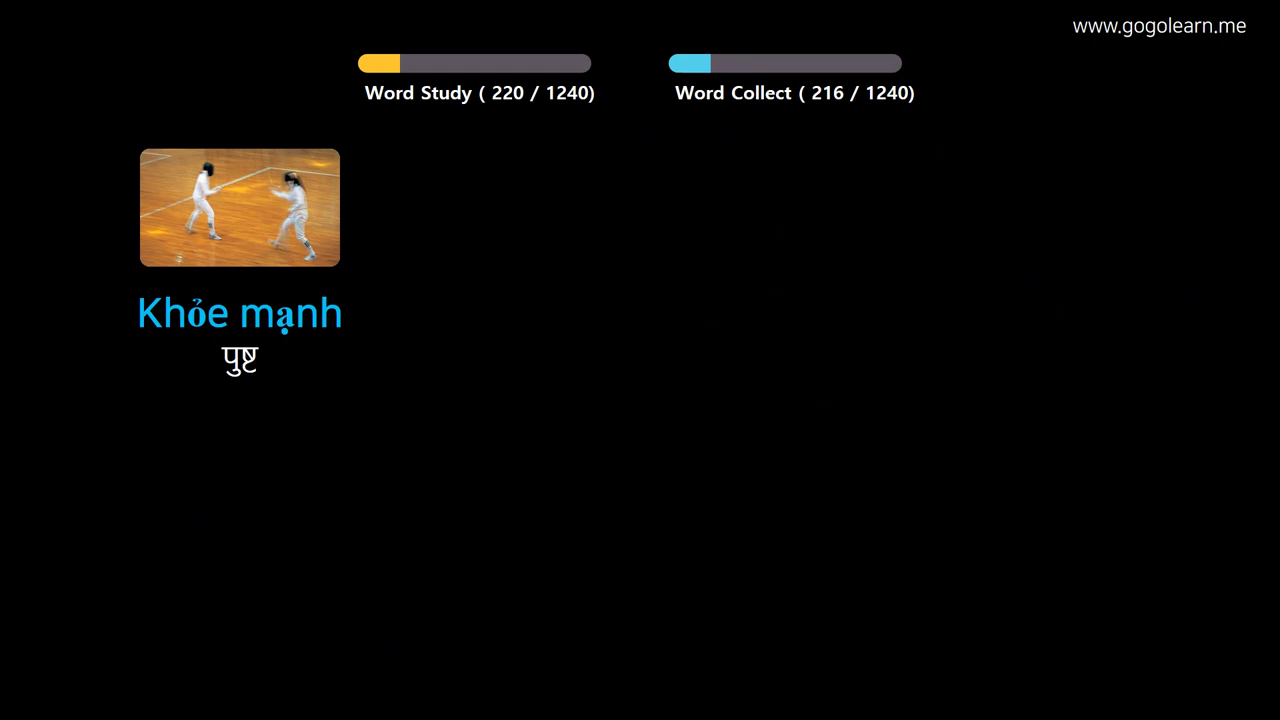 www.gogolearn.me
Word Study ( 220 / 1240)
Word Collect ( 216 / 1240)
Khỏe mạnh
पुष्ट